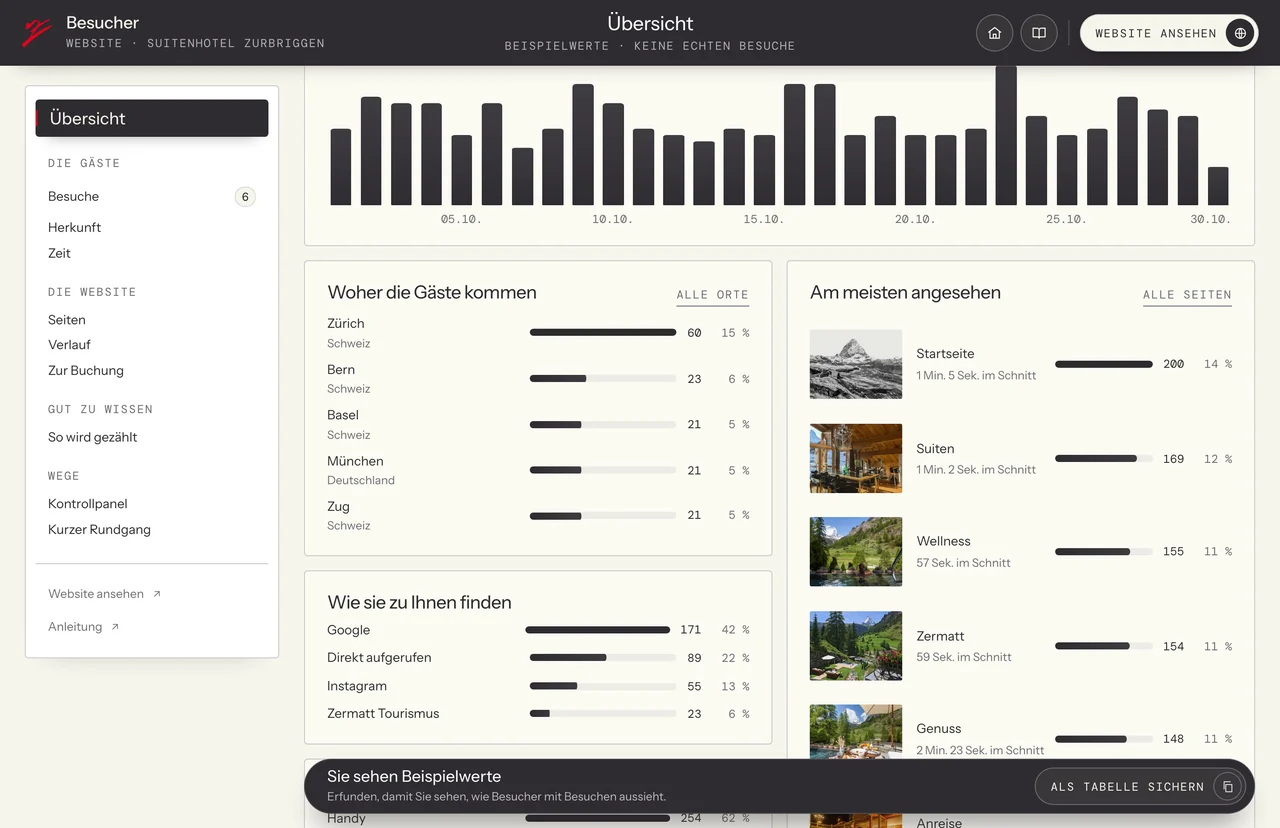 Besucher
WEBSITE · SUITENHOTEL ZURBRIGGEN
Übersicht
BEISPIELWERTE · KEINE ECHTEN BESUCHE
WEBSITE ANSEHEN
Übersicht
DIE GÄSTE
Besuche 6
Herkunft
Zeit
DIE WEBSITE
Seiten
Verlauf
Zur Buchung
GUT ZU WISSEN
So wird gezählt
WEGE
Kontrollpanel
Kurzer Rundgang
Website ansehen
Anleitung
05.10. 10.10. 15.10. 20.10. 25.10. 30.10.
Woher die Gäste kommen ALLE ORTE
Zürich 60 15 %
Schweiz
Bern 23 6 %
Schweiz
Basel 21 5 %
Schweiz
München 21 5 %
Deutschland
Zug 21 5 %
Schweiz
Wie sie zu Ihnen finden
Google 171 42 %
Direkt aufgerufen 89 22 %
Instagram 55 13 %
Zermatt Tourismus 23 6 %
Am meisten angesehen ALLE SEITEN
Startseite 200 14 %
1 Min. 5 Sek. im Schnitt
Suiten 169 12 %
1 Min. 2 Sek. im Schnitt
Wellness 155 11 %
57 Sek. im Schnitt
Zermatt 154 11 %
59 Sek. im Schnitt
Genuss 148 11 %
2 Min. 23 Sek. im Schnitt
Sie sehen Beispielwerte
Erfunden, damit Sie sehen, wie Besucher mit Besuchen aussieht.
ALS TABELLE SICHERN
Handy 254 62 %
Anreise